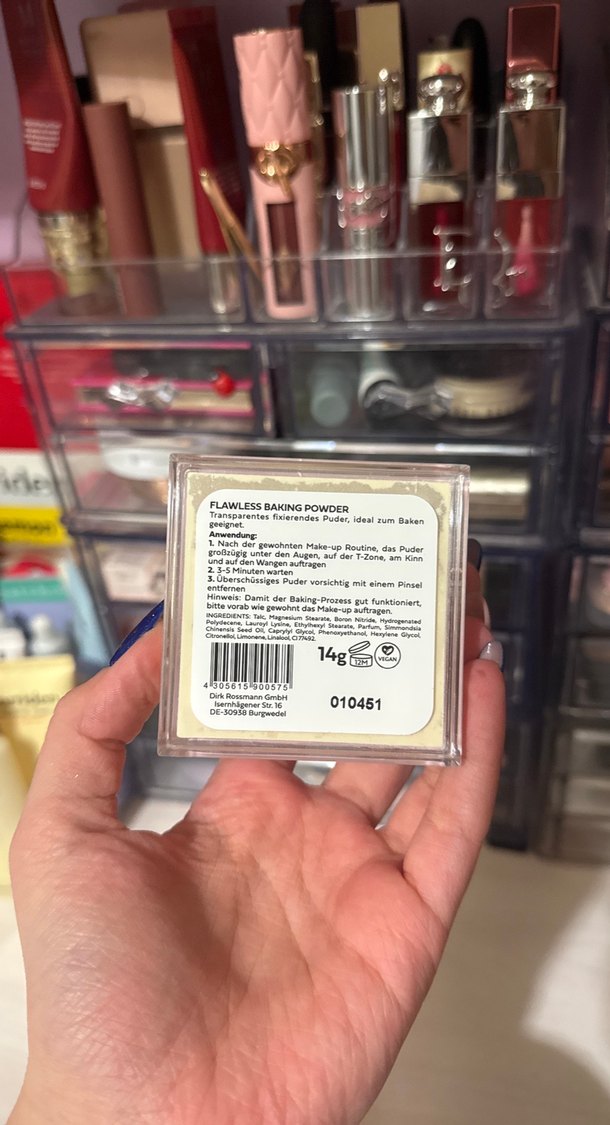 FLAWLESS BAKING POWDER
Transparentes fixierendes Puder, ideal zum Baken
geeignet.
Anwendung:
1. Nach der gewohnten Make-up Routine, das Puder
großzügig unter den Augen, auf der T-Zone, am Kinn
und auf den Wangen auftragen
2. 3-5 Minuten warten
3. Überschüssiges Puder vorsichtig mit einem Pinsel
entfernen
Hinweis: Damit der Baking-Prozess gut funktioniert,
bitte vorab wie gewohnt das Make-up auftragen.
INGREDIENTS: Talc, Magnesium Stearate, Boron Nitride, Hydrogenated
Polydecene, Lauroyl Lysine, Ethylhexyl Stearate, Parfum, Simmondsia
Chinensis Seed Oil, Caprylyl Glycol, Phenoxyethanol, Hexylene Glycol,
Citronellol, Limonene, Linalool, CI 77492.
14g
12M
VEGAN
4 305615 900575
Dirk Rossmann GmbH
Isernhägener Str. 16
DE-30938 Burgwedel
010451